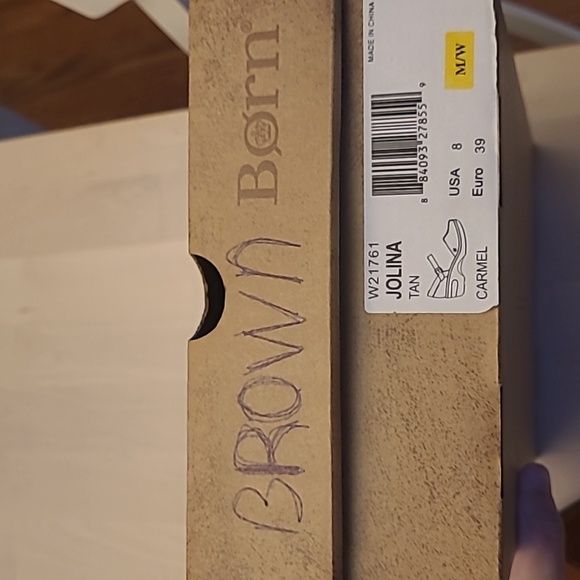 Børn®
BROWN
W21761
JOLINA
TAN
CARMEL
8 84093 27855 9
USA 8
Euro 39
M/W
MADE IN CHINA